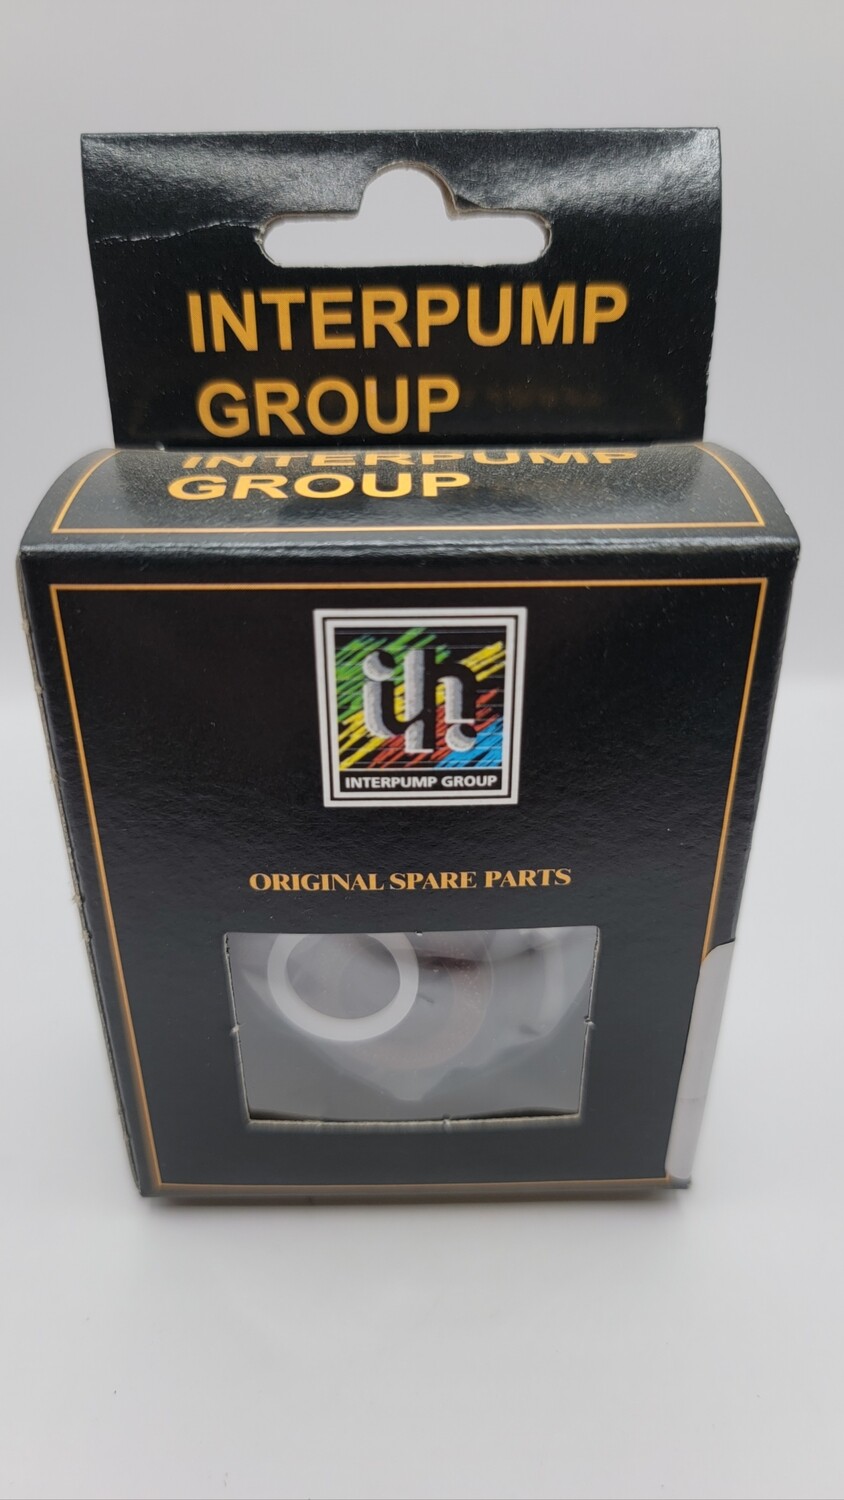 INTERPUMP
GROUP
INTERPUMP
GROUP
INTERPUMP GROUP
ORIGINAL SPARE PARTS